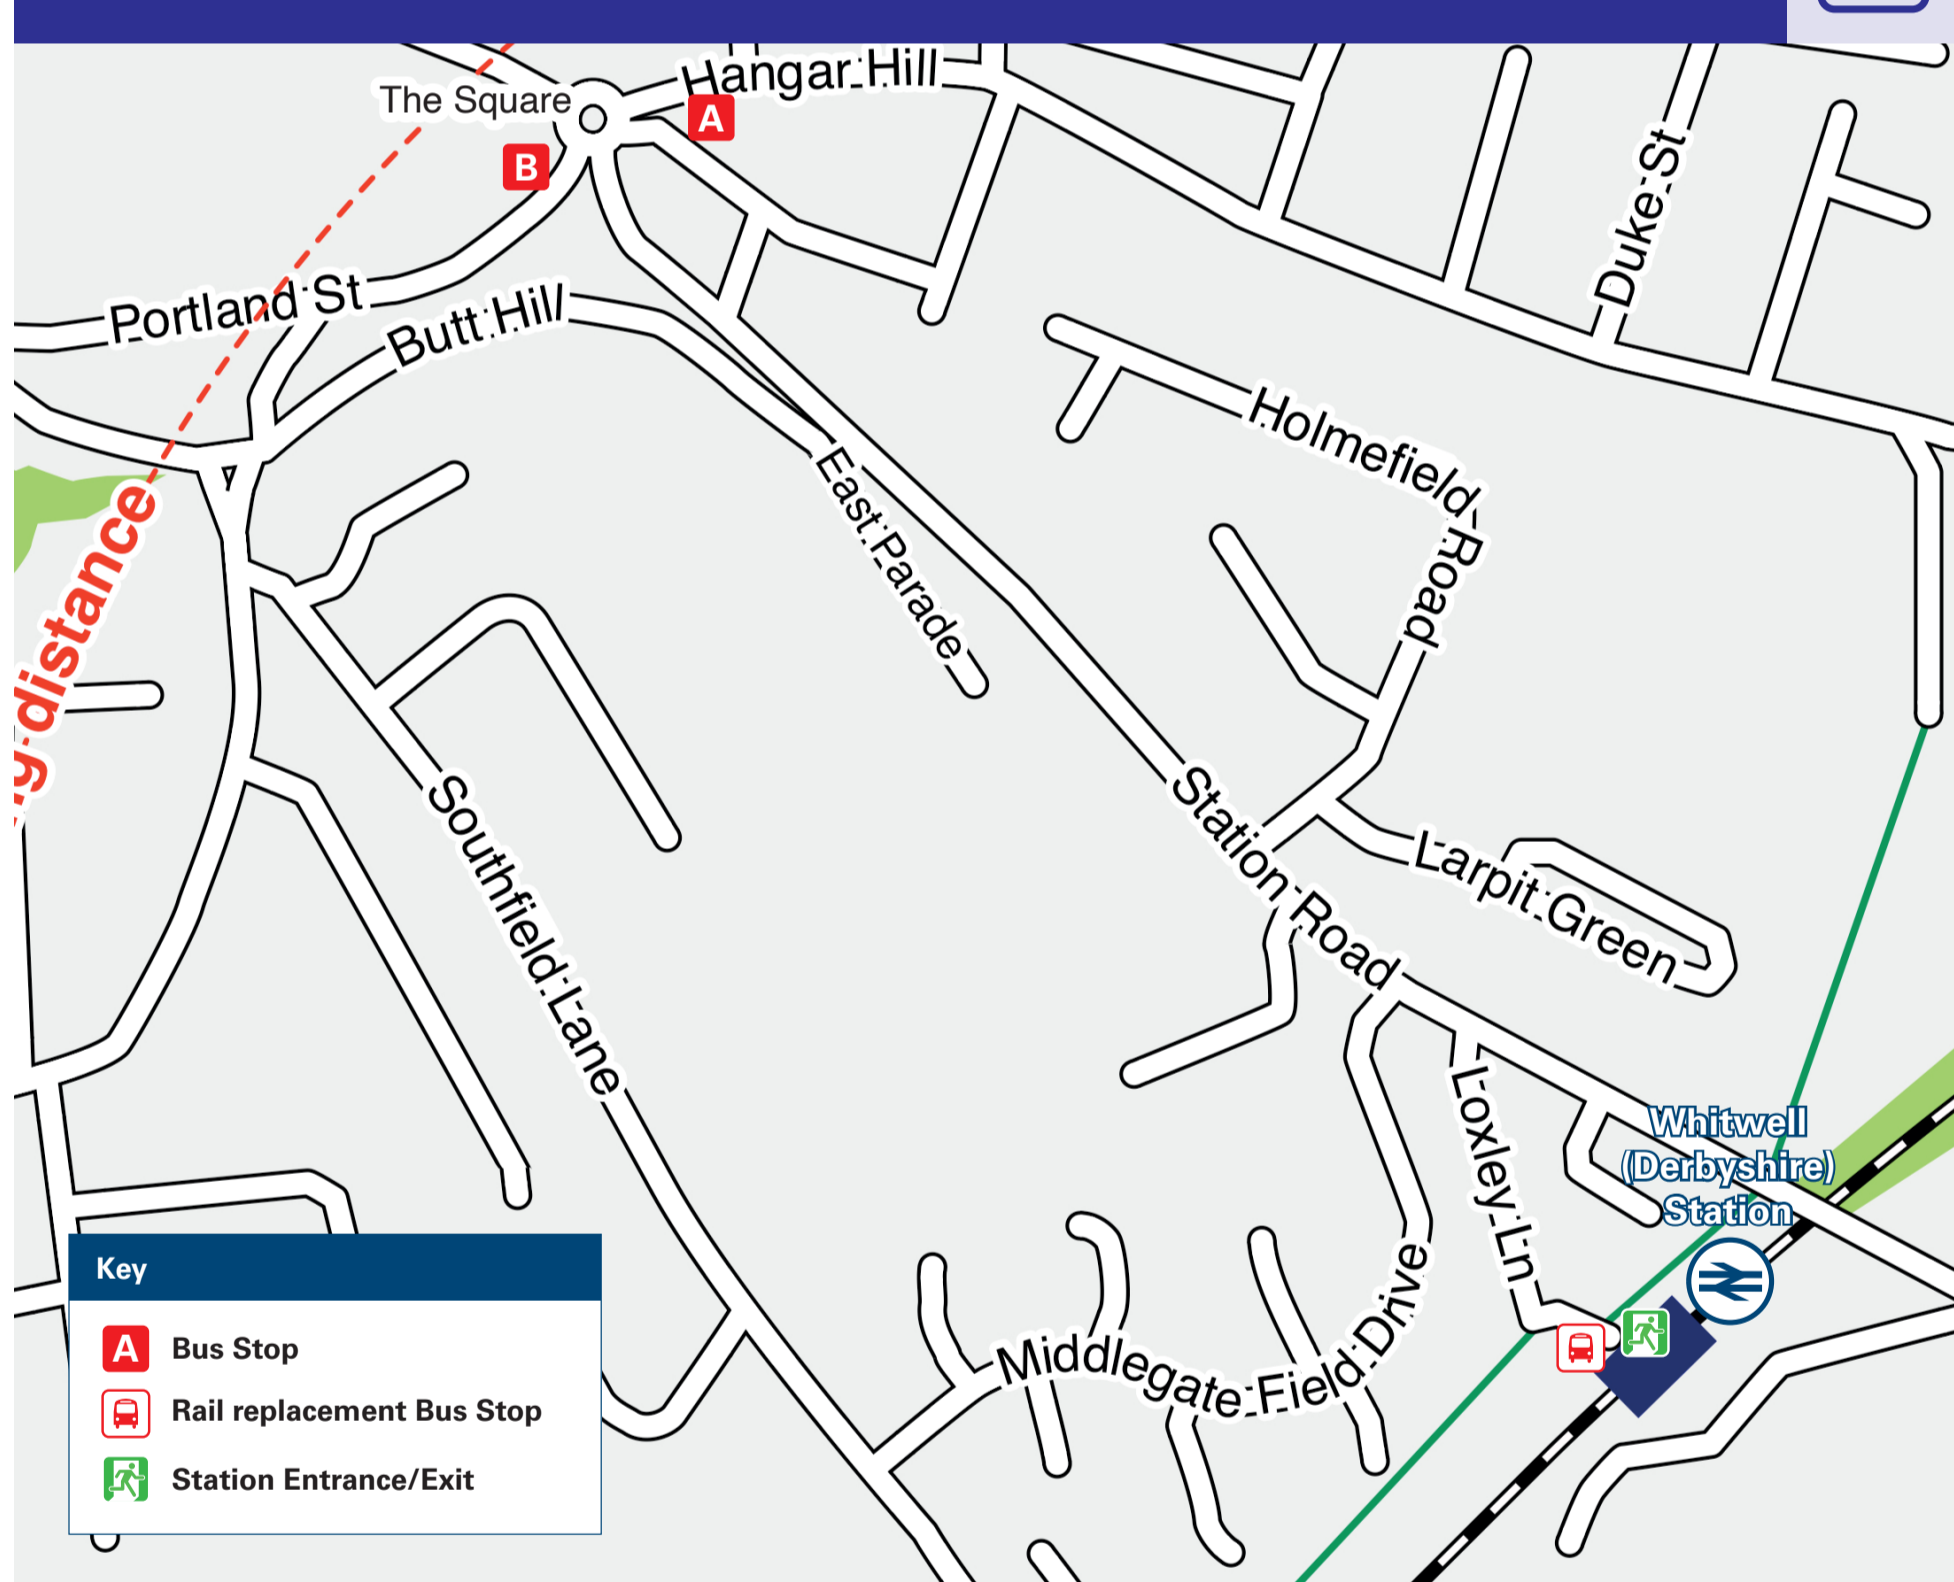 Hangar Hill
The Square
A
B
Duke St
Portland St
Butt Hill
Holmefield Road
East Parade
distance
Station Road
Southfield Lane
Larpit Green
Loxley Ln
Whitwell
(Derbyshire)
Station
Middlegate Field Drive
Key
A Bus Stop
Rail replacement Bus Stop
Station Entrance/Exit